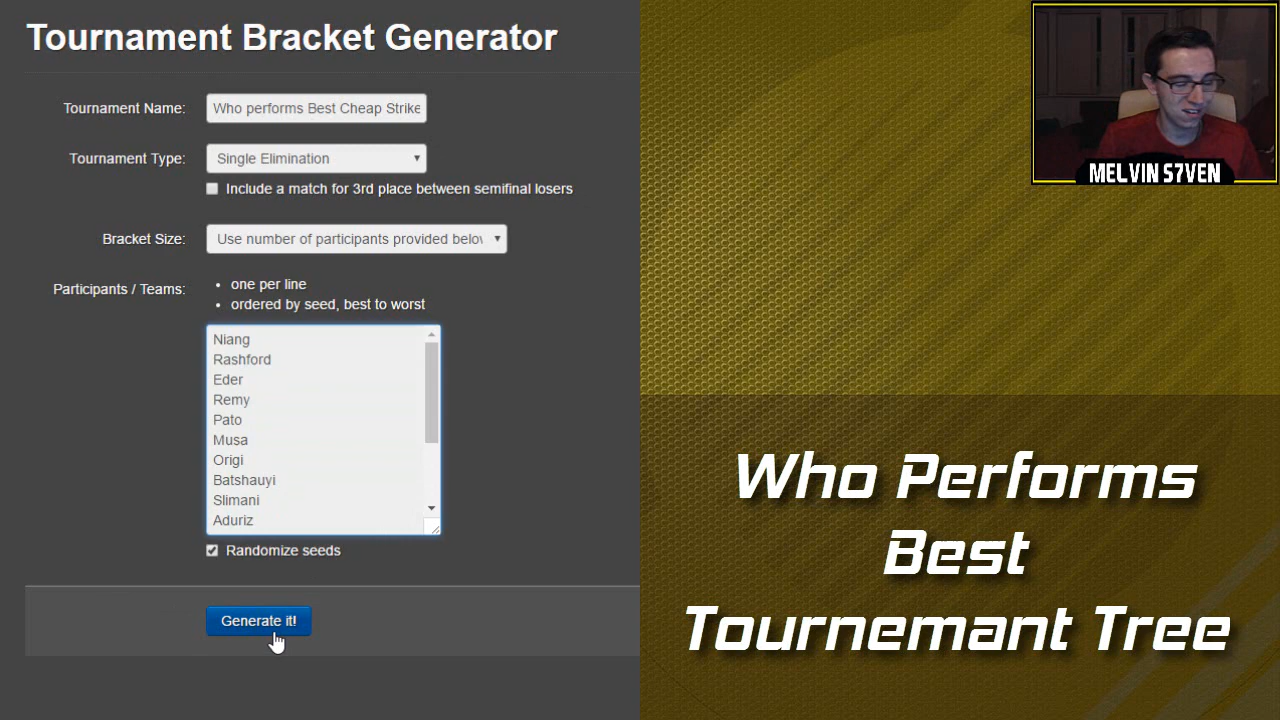 Tournament Bracket Generator
Tournament Name: Who performs Best Cheap Strike
Tournament Type: Single Elimination
Include a match for 3rd place between semifinal losers
Bracket Size: Use number of participants provided below
Participants / Teams:
• one per line
• ordered by seed, best to worst
Niang
Rashford
Eder
Remy
Pato
Musa
Origi
Batshauyi
Slimani
Aduriz
Randomize seeds
Generate it!
MELVIN S7VEN
Who Performs
Best
Tournemant Tree